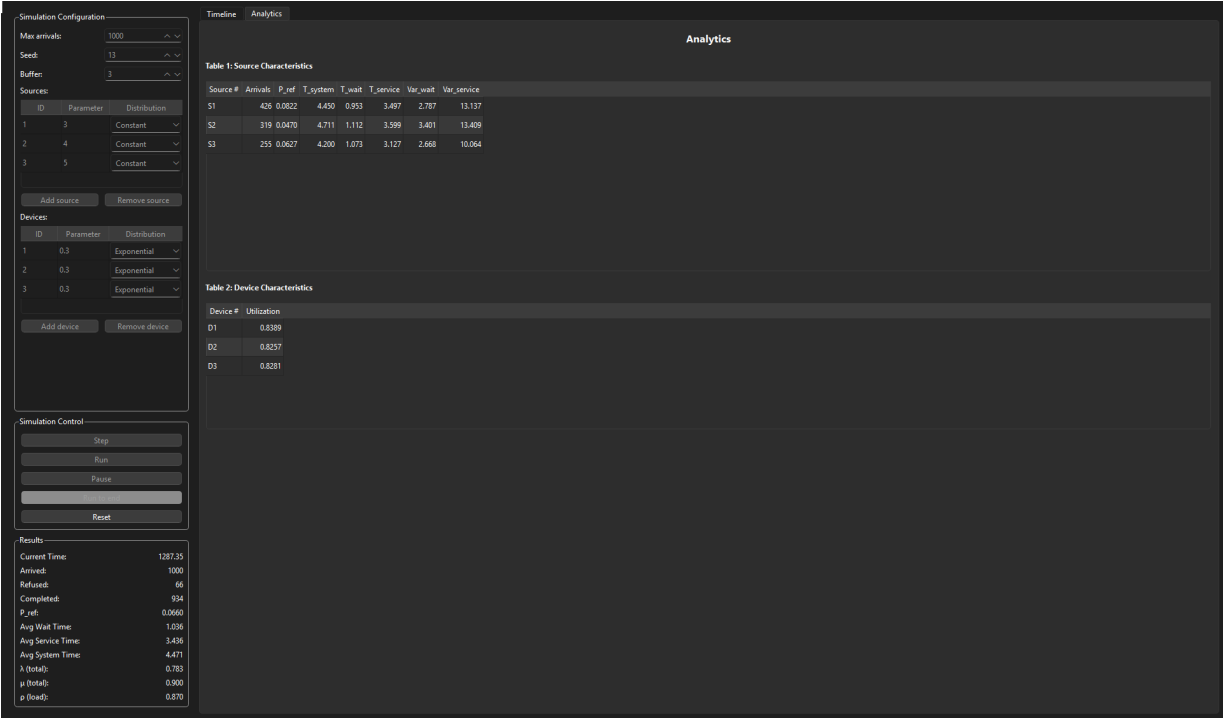 Simulation Configuration
Max arrivals: 1000
Seed: 13
Buffer: 3
Sources:
ID Parameter Distribution
1 3 Constant
2 4 Constant
3 5 Constant
Add source Remove source
Devices:
ID Parameter Distribution
1 0.3 Exponential
2 0.3 Exponential
3 0.3 Exponential
Add device Remove device
Simulation Control
Step
Run
Pause
Reset
Results
Current Time: 1287.35
Arrived: 1000
Refused: 66
Completed: 934
P_ref: 0.0660
Avg Wait Time: 1.036
Avg Service Time: 3.436
Avg System Time: 4.471
λ (total): 0.783
μ (total): 0.900
ρ (load): 0.870
Timeline Analytics
Analytics
Table 1: Source Characteristics
Source # Arrivals P_ref T_system T_wait T_service Var_wait Var_service
S1 426 0.0822 4.450 0.953 3.497 2.787 13.137
S2 319 0.0470 4.711 1.112 3.599 3.401 13.409
S3 255 0.0627 4.200 1.073 3.127 2.668 10.064
Table 2: Device Characteristics
Device # Utilization
D1 0.8389
D2 0.8257
D3 0.8281